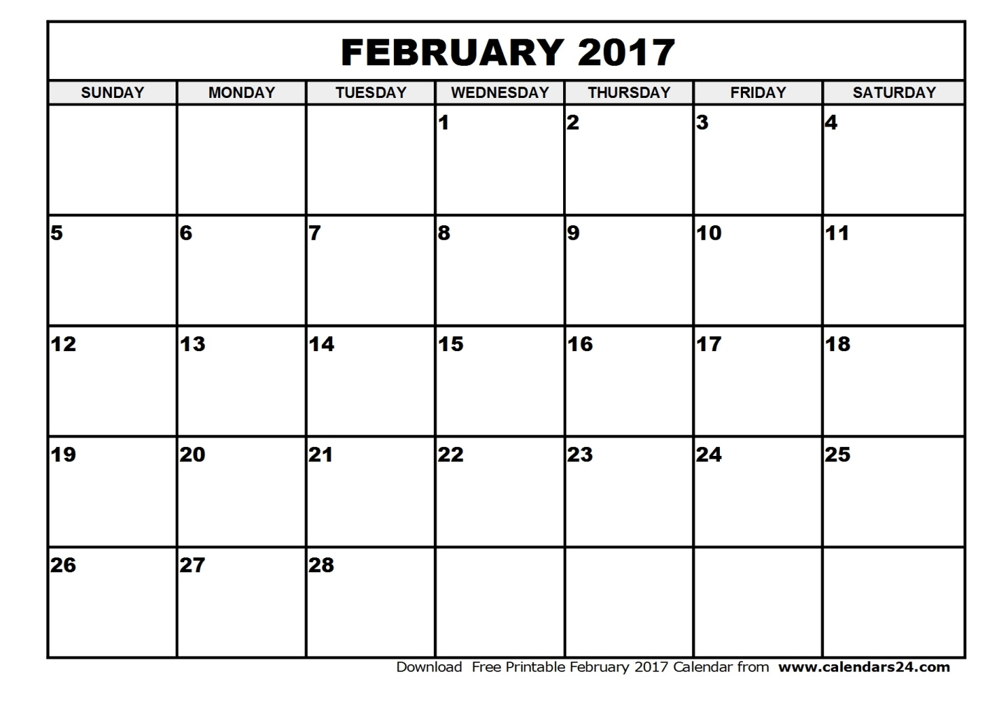 FEBRUARY 2017
SUNDAY MONDAY TUESDAY WEDNESDAY THURSDAY FRIDAY SATURDAY
1 2 3 4
5 6 7 8 9 10 11
12 13 14 15 16 17 18
19 20 21 22 23 24 25
26 27 28
Download Free Printable February 2017 Calendar from www.calendars24.com